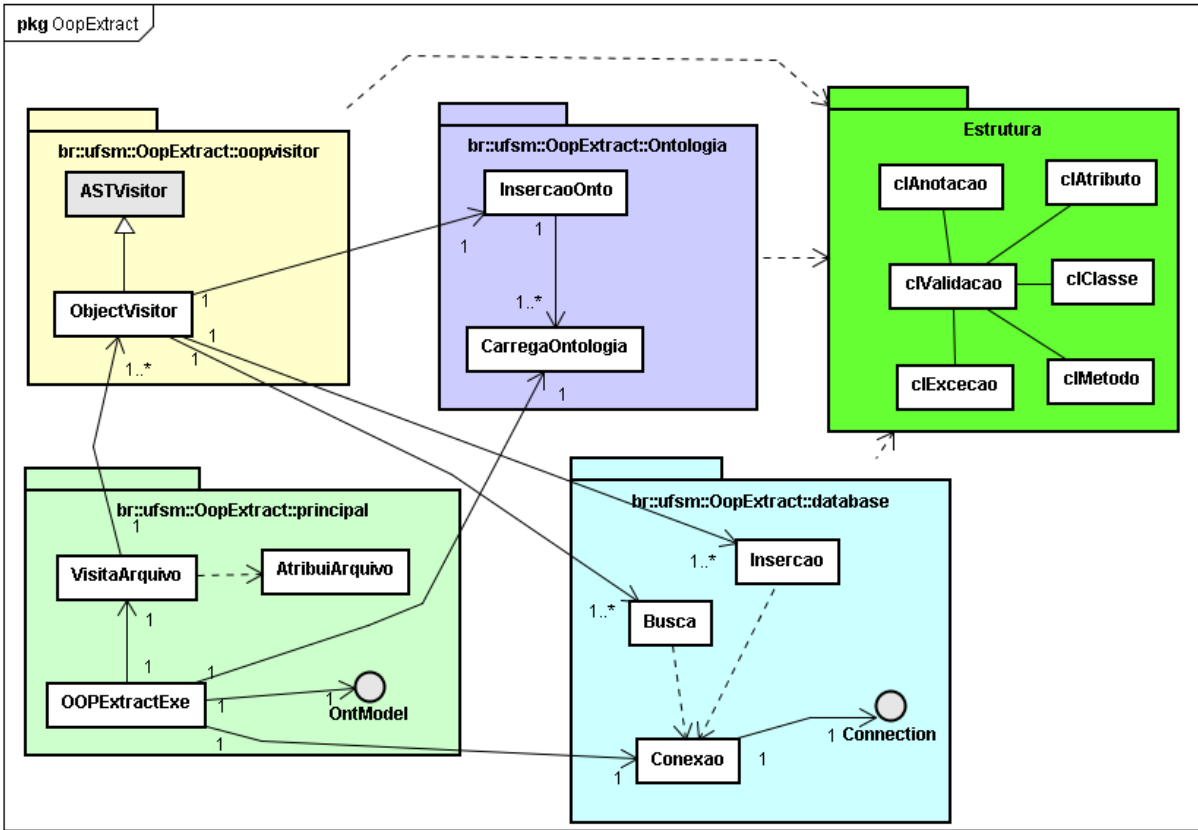 pkg OopExtract
br::ufsm::OopExtract::oopvisitor
ASTVisitor
ObjectVisitor
1
1
1
1..*
br::ufsm::OopExtract::Ontologia
InsercaoOnto
1
1
1..*
CarregaOntologia
1
Estrutura
clAnotacao
clAtributo
clValidacao
clClasse
clExcecao
clMetodo
br::ufsm::OopExtract::principal
1
VisitaArquivo
AtribuiArquivo
1
1
1
OOPExtractExe
1
1
1
OntModel
br::ufsm::OopExtract::database
1..*
Insercao
1..*
Busca
Conexao
1
1
1
Connection